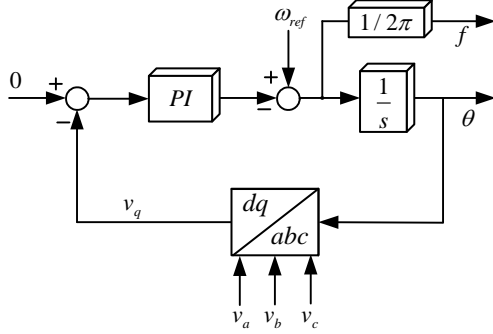 ω_ref
1/2π
f
0
+
−
PI
+
−
1/s
θ
v_q
dq
abc
v_a
v_b
v_c